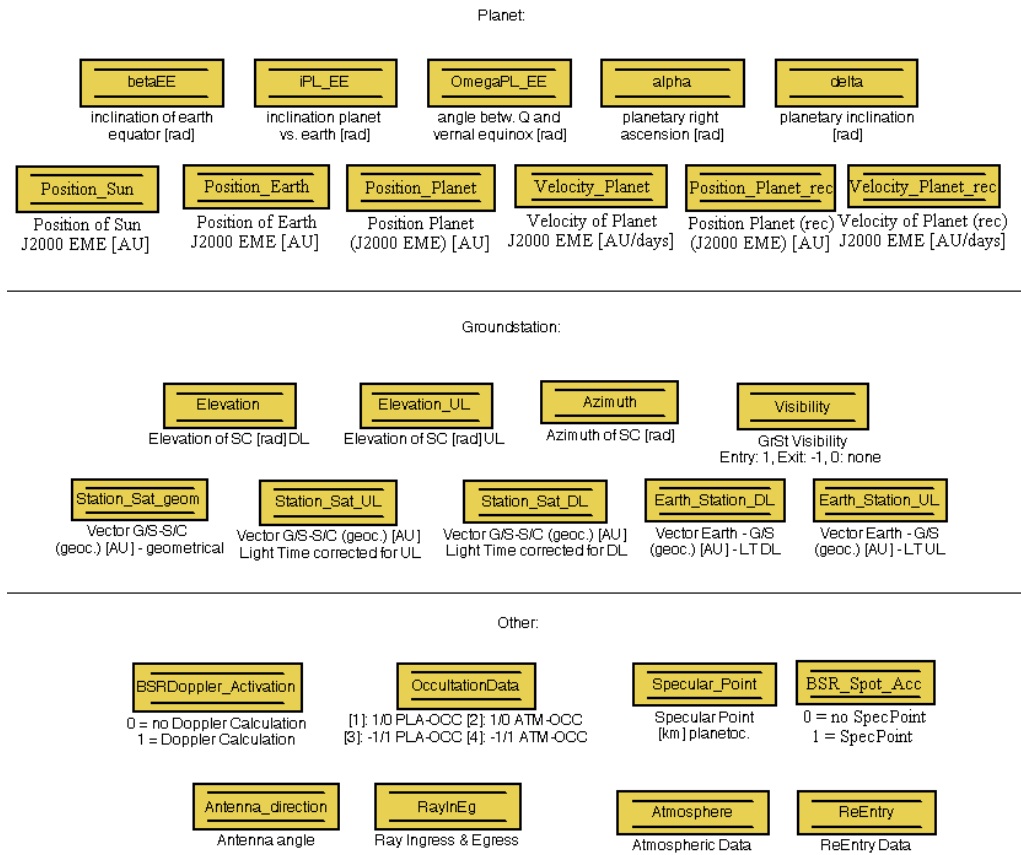 Planet:
betaEE
iPL_EE
OmegaPL_EE
alpha
delta
inclination of earth
equator [rad]
inclination planet
vs. earth [rad]
angle betw. Q and
vernal equinox [rad]
planetary right
ascension [rad]
planetary inclination
[rad]
Position_Sun
Position_Earth
Position_Planet
Velocity_Planet
Position_Planet_rec
Velocity_Planet_rec
Position of Sun
J2000 EME [AU]
Position of Earth
J2000 EME [AU]
Position Planet
(J2000 EME) [AU]
Velocity of Planet
J2000 EME [AU/days]
Position Planet (rec)
(J2000 EME) [AU]
Velocity of Planet (rec)
J2000 EME [AU/days]
Groundstation:
Elevation
Elevation_UL
Azimuth
Visibility
Elevation of SC [rad] DL
Elevation of SC [rad] UL
Azimuth of SC [rad]
GrSt Visibility
Entry: 1, Exit: -1, 0: none
Station_Sat_geom
Station_Sat_UL
Station_Sat_DL
Earth_Station_DL
Earth_Station_UL
Vector G/S-S/C
(geoc.) [AU] - geometrical
Vector G/S-S/C (geoc.) [AU]
Light Time corrected for UL
Vector G/S-S/C (geoc.) [AU]
Light Time corrected for DL
Vector Earth - G/S
(geoc.) [AU] - LT DL
Vector Earth - G/S
(geoc.) [AU] - LT UL
Other:
BSRDoppler_Activation
OccultationData
Specular_Point
BSR_Spot_Acc
0 = no Doppler Calculation
1 = Doppler Calculation
[1]: 1/0 PLA-OCC [2]: 1/0 ATM-OCC
[3]: -1/1 PLA-OCC [4]: -1/1 ATM-OCC
Specular Point
[km] planetoc.
0 = no SpecPoint
1 = SpecPoint
Antenna_direction
RayInEg
Atmosphere
ReEntry
Antenna angle
Ray Ingress & Egress
Atmospheric Data
ReEntry Data